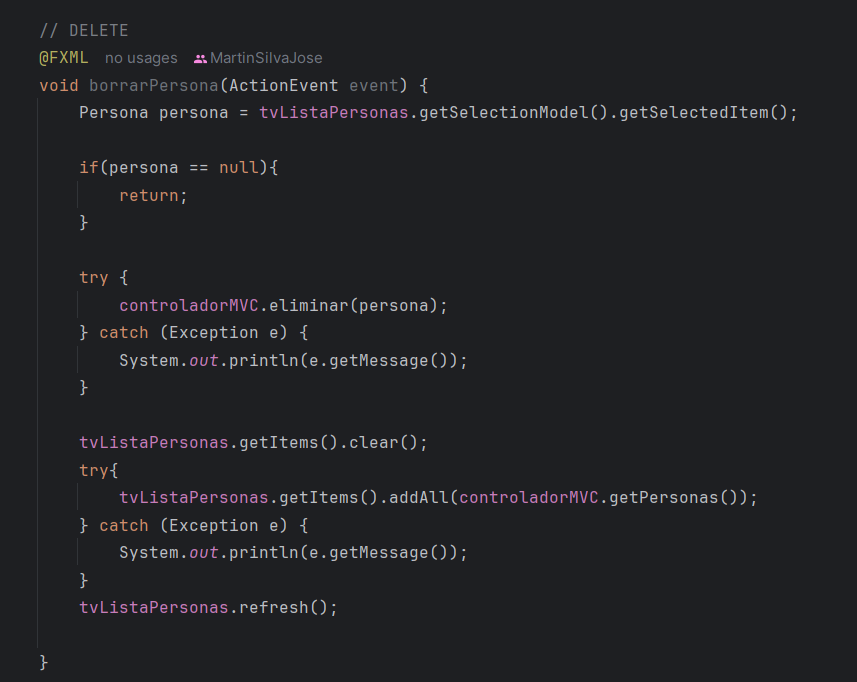 // DELETE
@FXML no usages MartinSilvaJose
void borrarPersona(ActionEvent event) {
    Persona persona = tvListaPersonas.getSelectionModel().getSelectedItem();
    if(persona == null){
        return;
    }
    try {
        controladorMVC.eliminar(persona);
    } catch (Exception e) {
        System.out.println(e.getMessage());
    }
    tvListaPersonas.getItems().clear();
    try{
        tvListaPersonas.getItems().addAll(controladorMVC.getPersonas());
    } catch (Exception e) {
        System.out.println(e.getMessage());
    }
    tvListaPersonas.refresh();
}